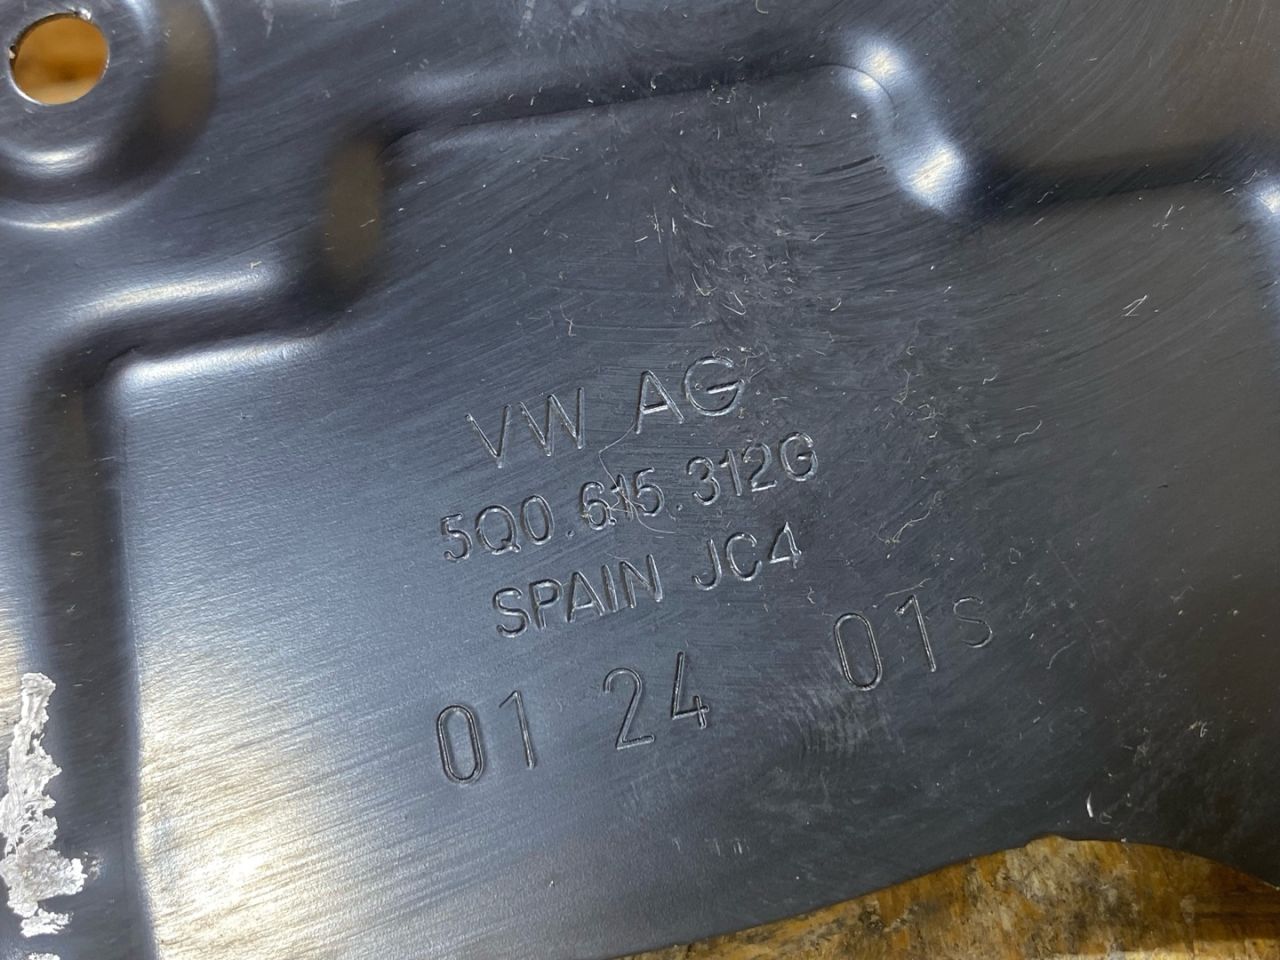 VW AG
5Q0.615.312G
SPAIN JC4
01 24 01s